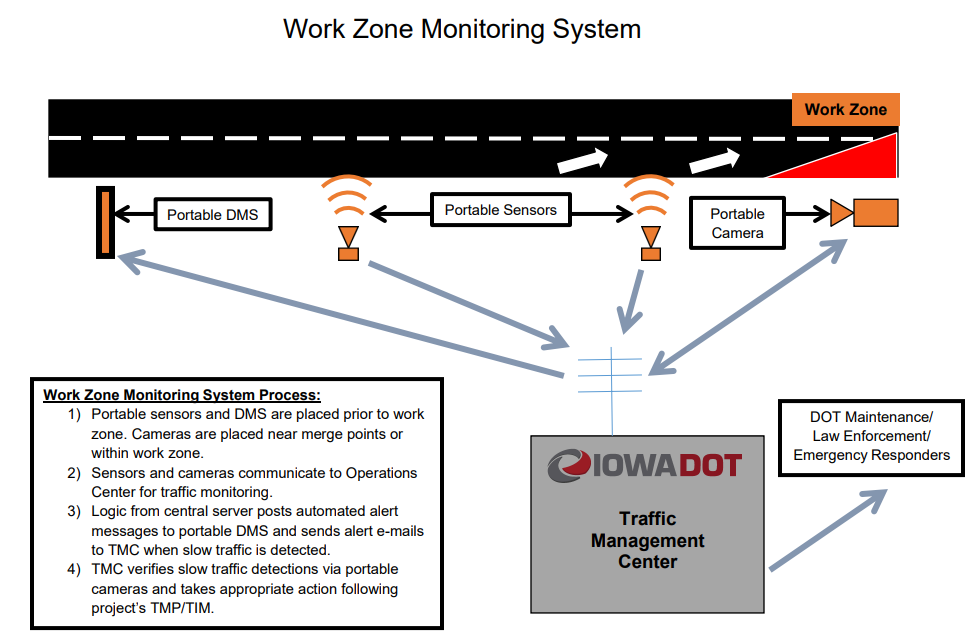 Work Zone Monitoring System
Work Zone
Portable DMS
Portable Sensors
Portable
Camera
Work Zone Monitoring System Process:
1) Portable sensors and DMS are placed prior to work
zone. Cameras are placed near merge points or
within work zone.
2) Sensors and cameras communicate to Operations
Center for traffic monitoring.
3) Logic from central server posts automated alert
messages to portable DMS and sends alert e-mails
to TMC when slow traffic is detected.
4) TMC verifies slow traffic detections via portable
cameras and takes appropriate action following
project's TMP/TIM.
IOWADOT
Traffic
Management
Center
DOT Maintenance/
Law Enforcement/
Emergency Responders